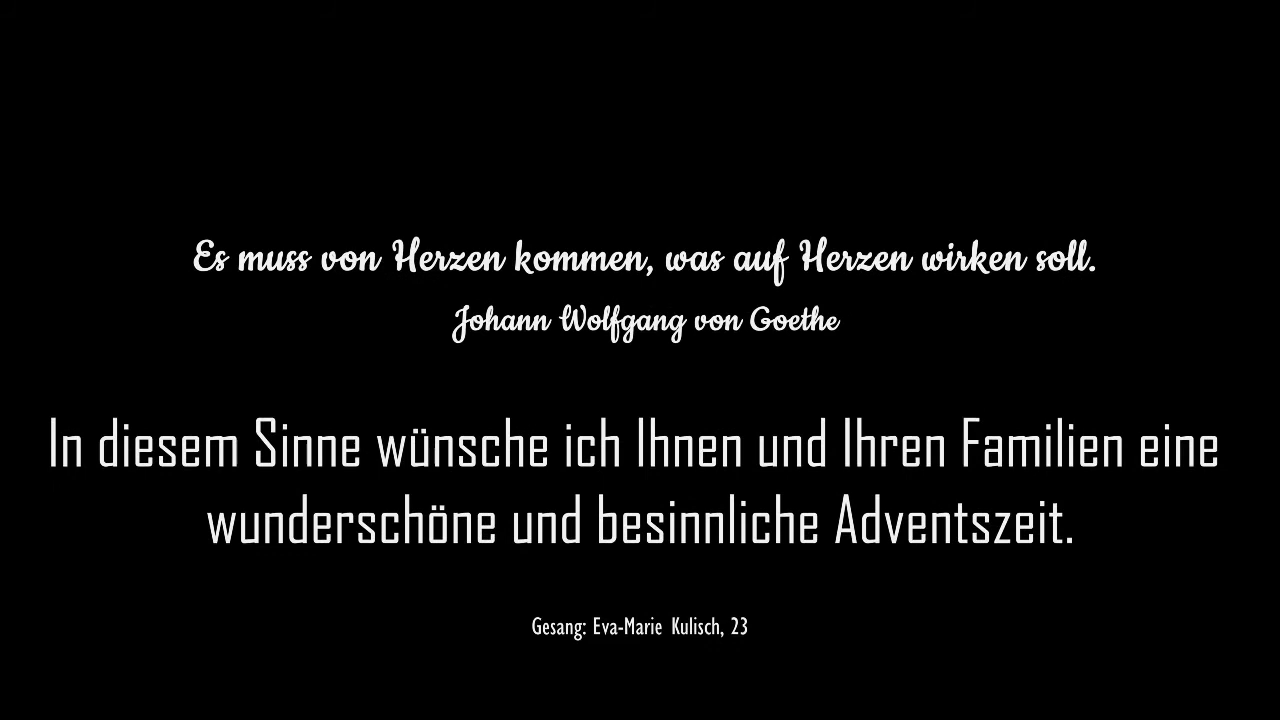 Es muss von Herzen kommen, was auf Herzen wirken soll.
Johann Wolfgang von Goethe
In diesem Sinne wünsche ich Ihnen und Ihren Familien eine
wunderschöne und besinnliche Adventszeit.
Gesang: Eva-Marie Kulisch, 23